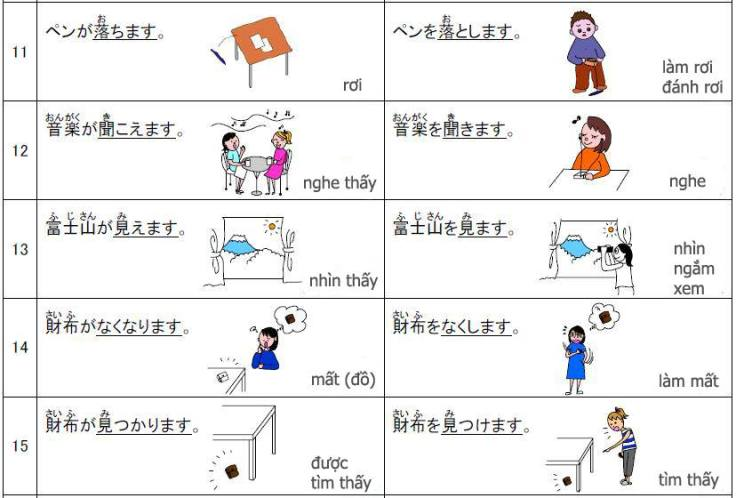 11
ペンが落ちます。
rơi
ペンを落とします。
làm rơi
đánh rơi
12
音楽が聞こえます。
nghe thấy
音楽を聞きます。
nghe
13
富士山が見えます。
nhìn thấy
富士山を見ます。
nhìn
ngắm
xem
14
財布がなくなります。
mất (đồ)
財布をなくします。
làm mất
15
財布が見つかります。
được
tìm thấy
財布を見つけます。
tìm thấy